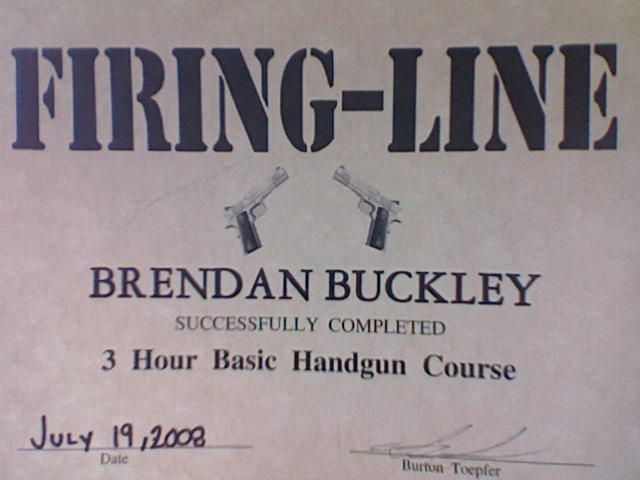 FIRING-LINE
BRENDAN BUCKLEY
SUCCESSFULLY COMPLETED
3 Hour Basic Handgun Course
July 19, 2008
Date
Burton Toepfer